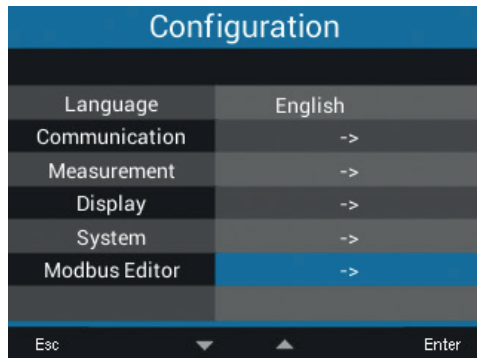 Configuration
Language English
Communication ->
Measurement ->
Display ->
System ->
Modbus Editor ->
Esc Enter